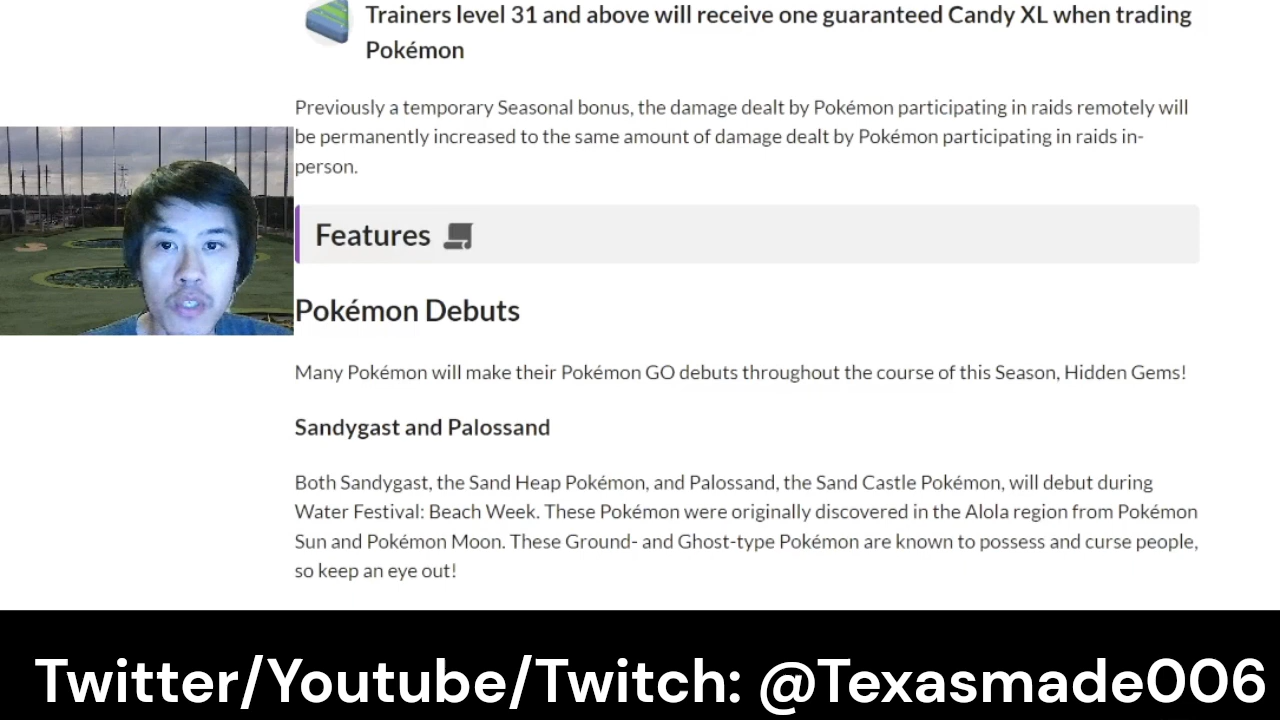 Trainers level 31 and above will receive one guaranteed Candy XL when trading
Pokémon
Previously a temporary Seasonal bonus, the damage dealt by Pokémon participating in raids remotely will
be permanently increased to the same amount of damage dealt by Pokémon participating in raids in-
person.
Features
Pokémon Debuts
Many Pokémon will make their Pokémon GO debuts throughout the course of this Season, Hidden Gems!
Sandygast and Palossand
Both Sandygast, the Sand Heap Pokémon, and Palossand, the Sand Castle Pokémon, will debut during
Water Festival: Beach Week. These Pokémon were originally discovered in the Alola region from Pokémon
Sun and Pokémon Moon. These Ground- and Ghost-type Pokémon are known to possess and curse people,
so keep an eye out!
Twitter/Youtube/Twitch: @Texasmade006